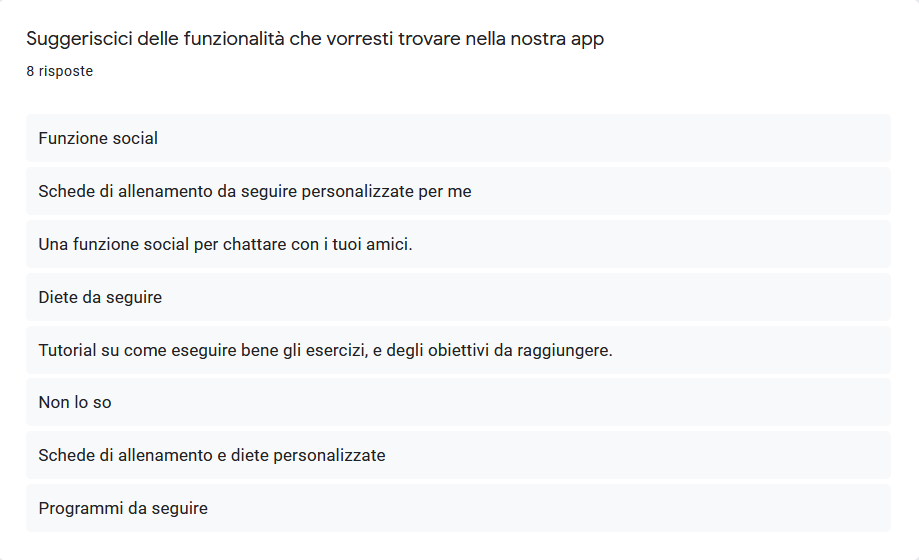 Suggeriscici delle funzionalità che vorresti trovare nella nostra app
8 risposte
Funzione social
Schede di allenamento da seguire personalizzate per me
Una funzione social per chattare con i tuoi amici.
Diete da seguire
Tutorial su come eseguire bene gli esercizi, e degli obiettivi da raggiungere.
Non lo so
Schede di allenamento e diete personalizzate
Programmi da seguire